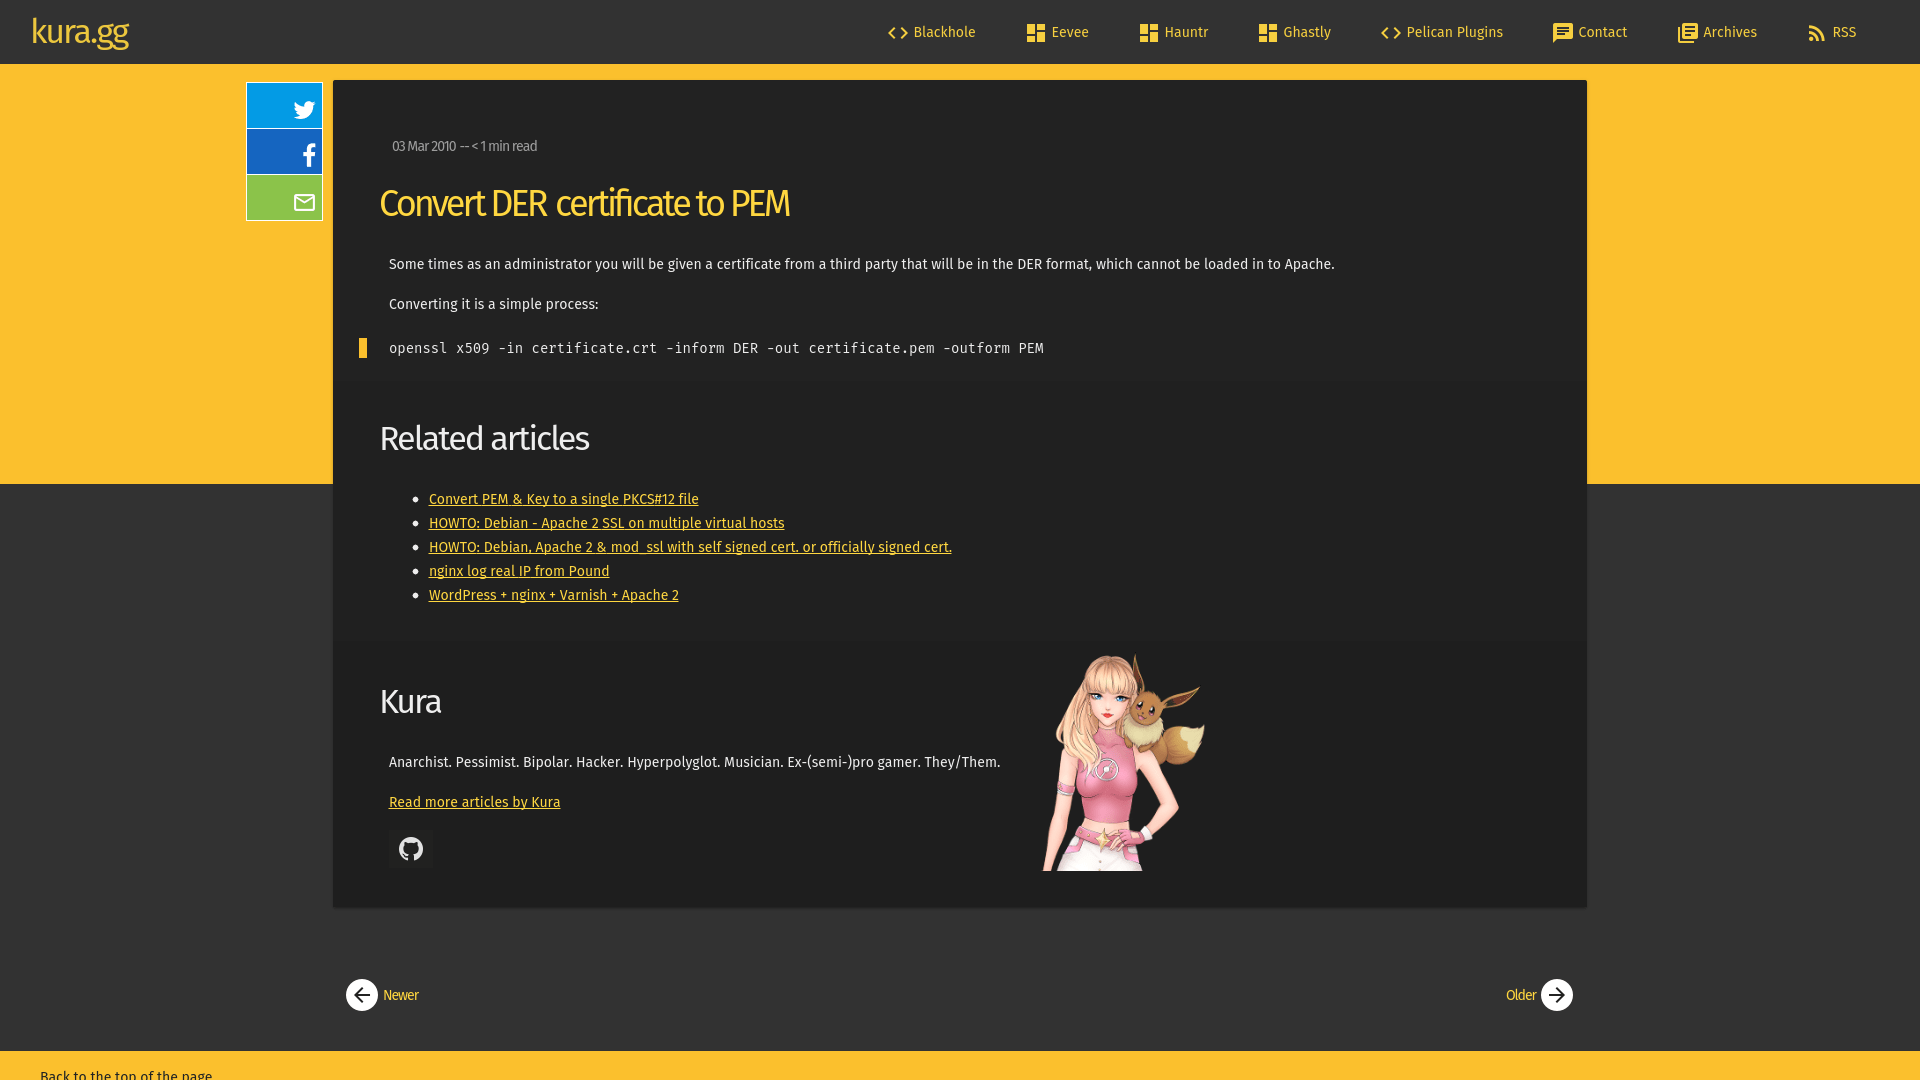 kura.gg
Blackhole
Eevee
Hauntr
Ghastly
Pelican Plugins
Contact
Archives
RSS
03 Mar 2010 -- < 1 min read
Convert DER certificate to PEM
Some times as an administrator you will be given a certificate from a third party that will be in the DER format, which cannot be loaded in to Apache.
Converting it is a simple process:
openssl x509 -in certificate.crt -inform DER -out certificate.pem -outform PEM
Related articles
Convert PEM & Key to a single PKCS#12 file
HOWTO: Debian - Apache 2 SSL on multiple virtual hosts
HOWTO: Debian, Apache 2 & mod_ssl with self signed cert. or officially signed cert.
nginx log real IP from Pound
WordPress + nginx + Varnish + Apache 2
Kura
Anarchist. Pessimist. Bipolar. Hacker. Hyperpolyglot. Musician. Ex-(semi-)pro gamer. They/Them.
Read more articles by Kura
Newer
Older
Back to the top of the page